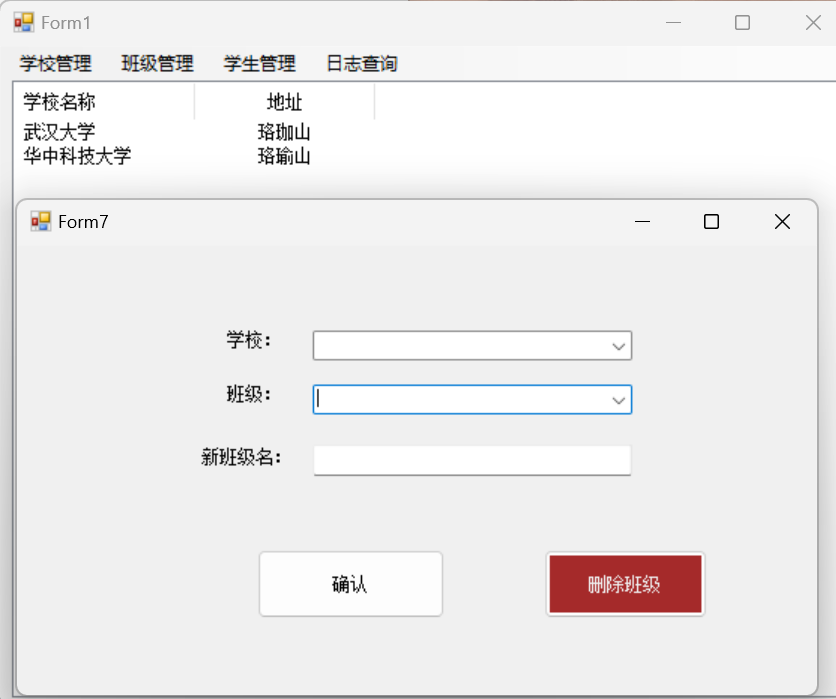 Form1
学校管理 班级管理 学生管理 日志查询
学校名称 地址
武汉大学 珞珈山
华中科技大学 珞瑜山
Form7
学校：
班级：
新班级名：
确认 删除班级